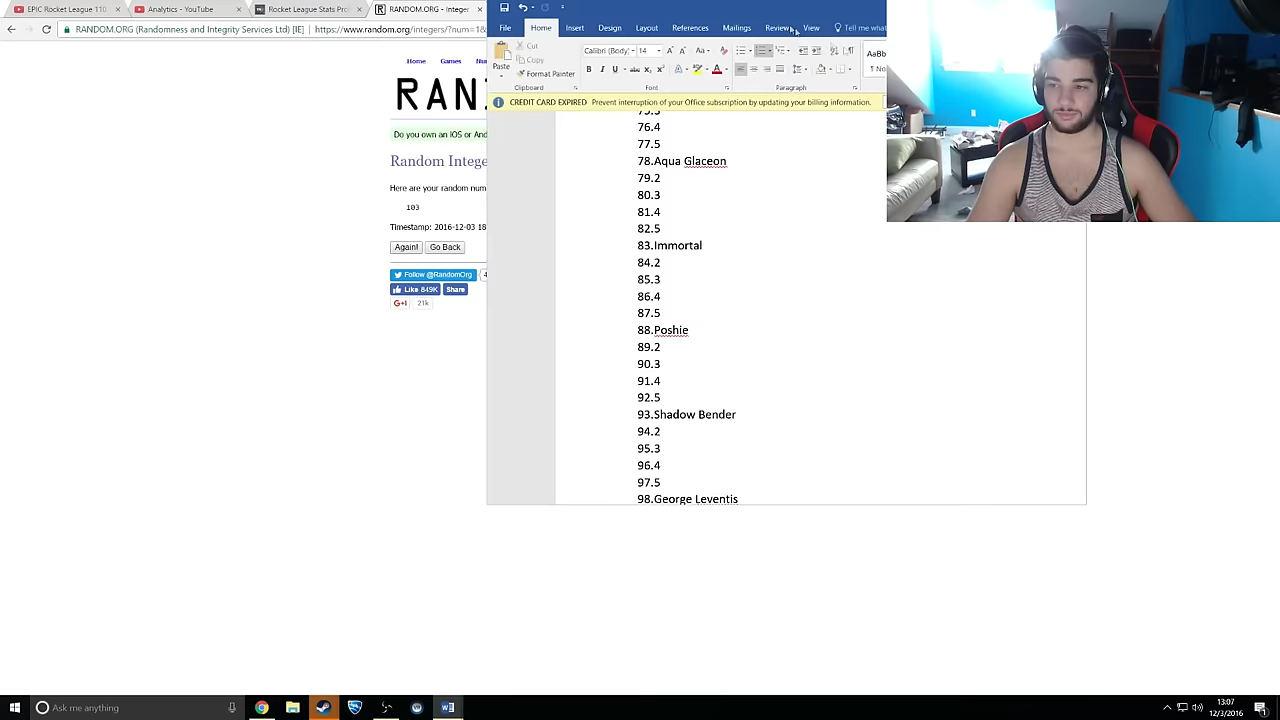 EPIC Rocket League 110
Analytics - YouTube
Rocket League Stats Pro
RANDOM.ORG - Integer
RANDOM.ORG (Randomness and Integrity Services Ltd) [IE]
https://www.random.org/integers/?num=1&
Home
Games
Do you own an iOS or And
Here are your random num
103
Timestamp: 2016-12-03 18
Again!
Go Back
Follow @RandomOrg
Like 849K
Share
G+1
21k
File
Home
Insert
Design
Layout
References
Mailings
Review
View
Tell me what
Paste
Cut
Copy
Format Painter
Clipboard
Calibri (Body)
14
Font
Paragraph
AaBb
CREDIT CARD EXPIRED Prevent interruption of your Office subscription by updating your billing information.
76.4
77.5
78.Aqua Glaceon
79.2
80.3
81.4
82.5
83.Immortal
84.2
85.3
86.4
87.5
88.Poshie
89.2
90.3
91.4
92.5
93.Shadow Bender
94.2
95.3
96.4
97.5
98.George Leventis
Ask me anything
13:07
12/3/2016